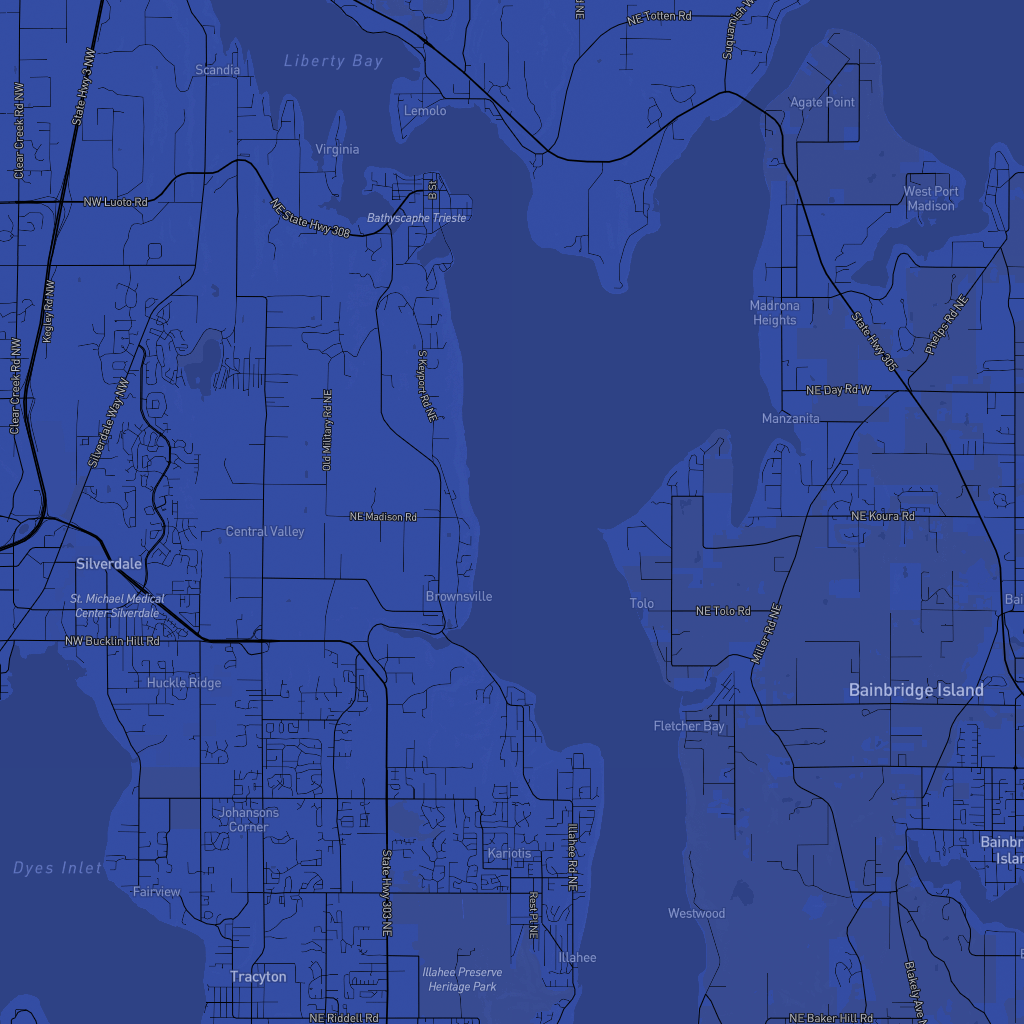 NE Totten Rd
Suquamish W
d NE
State Hwy 3 NW
Liberty Bay
Scandia
Clear Creek Rd NW
Lemolo
Agate Point
Virginia
NW Luoto Rd
NE State Hwy 308
B St
Bathyscaphe Trieste
West Port
Madison
Kegley Rd NW
Madrona
Heights
State Hwy 305
Phelps Rd NE
Clear Creek Rd NW
Silverdale Way NW
Old Military Rd NE
S Keyport Rd NE
NE Day Rd W
Manzanita
Central Valley
NE Madison Rd
NE Koura Rd
Silverdale
St. Michael Medical
Center Silverdale
Brownsville
Tolo
NE Tolo Rd
Bai
NW Bucklin Hill Rd
Miller Rd NE
Huckle Ridge
Bainbridge Island
Fletcher Bay
Johansons
Corner
Kariotis
Illahee Rd NE
Bainbr
Islan
Dyes Inlet
Fairview
State Hwy 303 NE
Rest Pl NE
Westwood
Illahee
Tracyton
Illahee Preserve
Heritage Park
Blakely Ave N
NE Riddell Rd
NE Baker Hill Rd